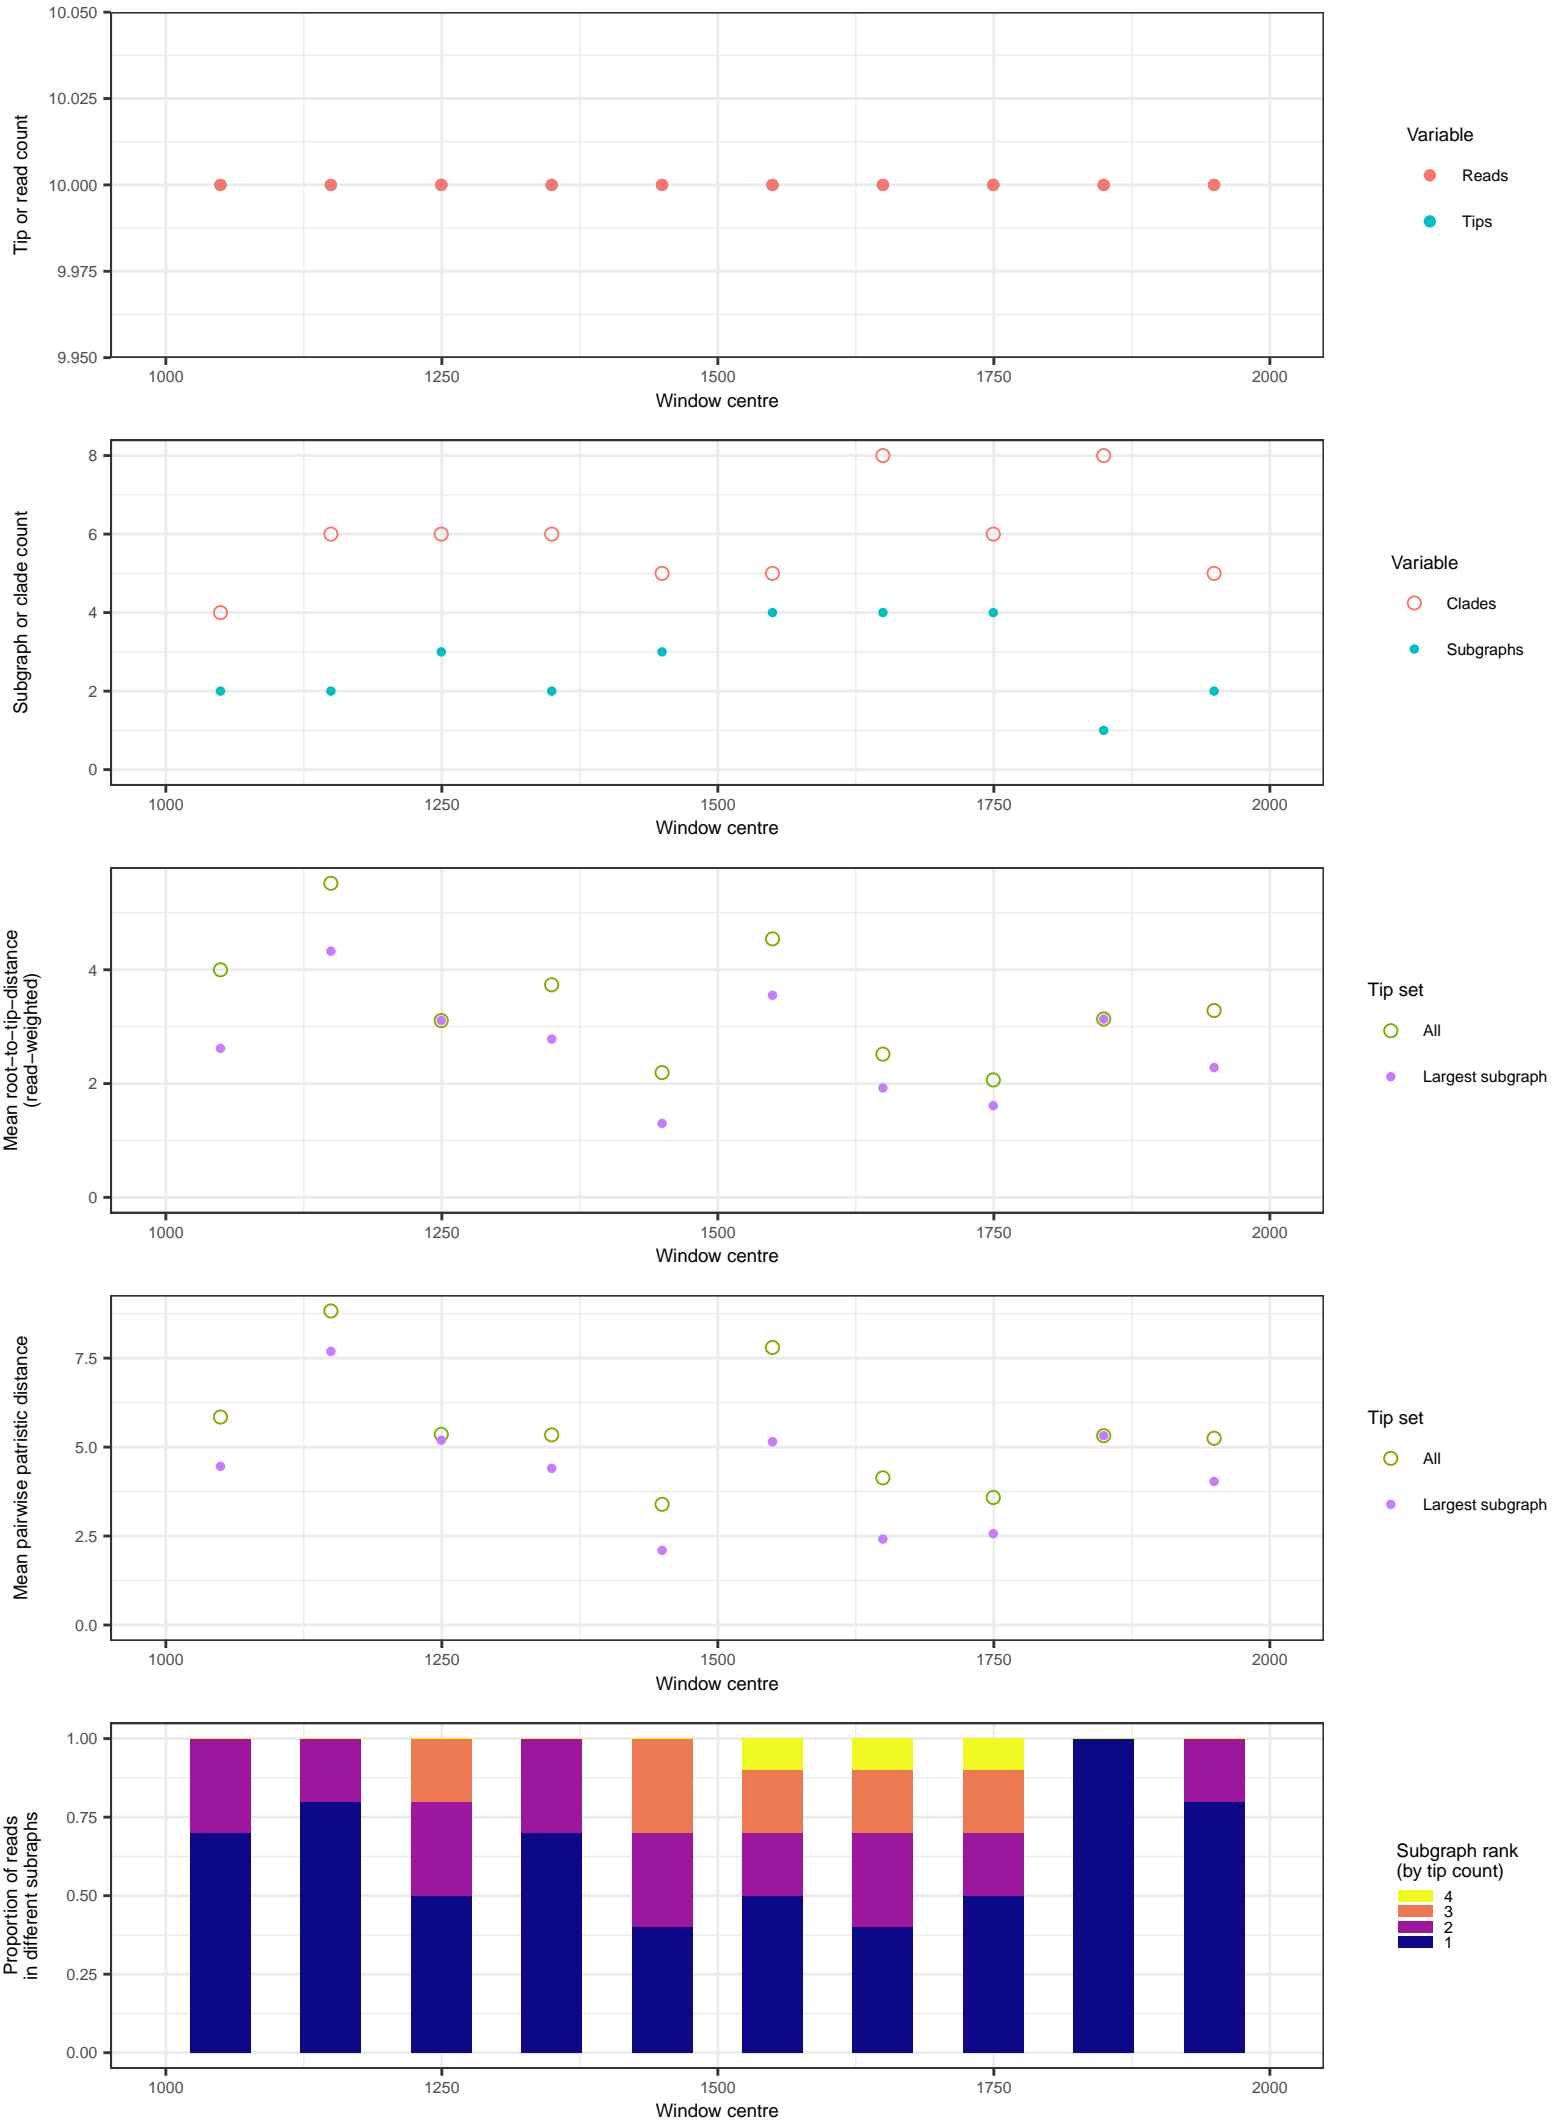 10.050
10.025
10.000
9.975
9.950
Tip or read count
1000 1250 1500 1750 2000
Window centre
Variable
Reads
Tips
8
6
4
2
0
Subgraph or clade count
1000 1250 1500 1750 2000
Window centre
Variable
Clades
Subgraphs
4
2
0
Mean root−to−tip−distance
(read−weighted)
1000 1250 1500 1750 2000
Window centre
Tip set
All
Largest subgraph
7.5
5.0
2.5
0.0
Mean pairwise patristic distance
1000 1250 1500 1750 2000
Window centre
Tip set
All
Largest subgraph
1.00
0.75
0.50
0.25
0.00
Proportion of reads
in different subraphs
1000 1250 1500 1750 2000
Window centre
Subgraph rank
(by tip count)
4
3
2
1